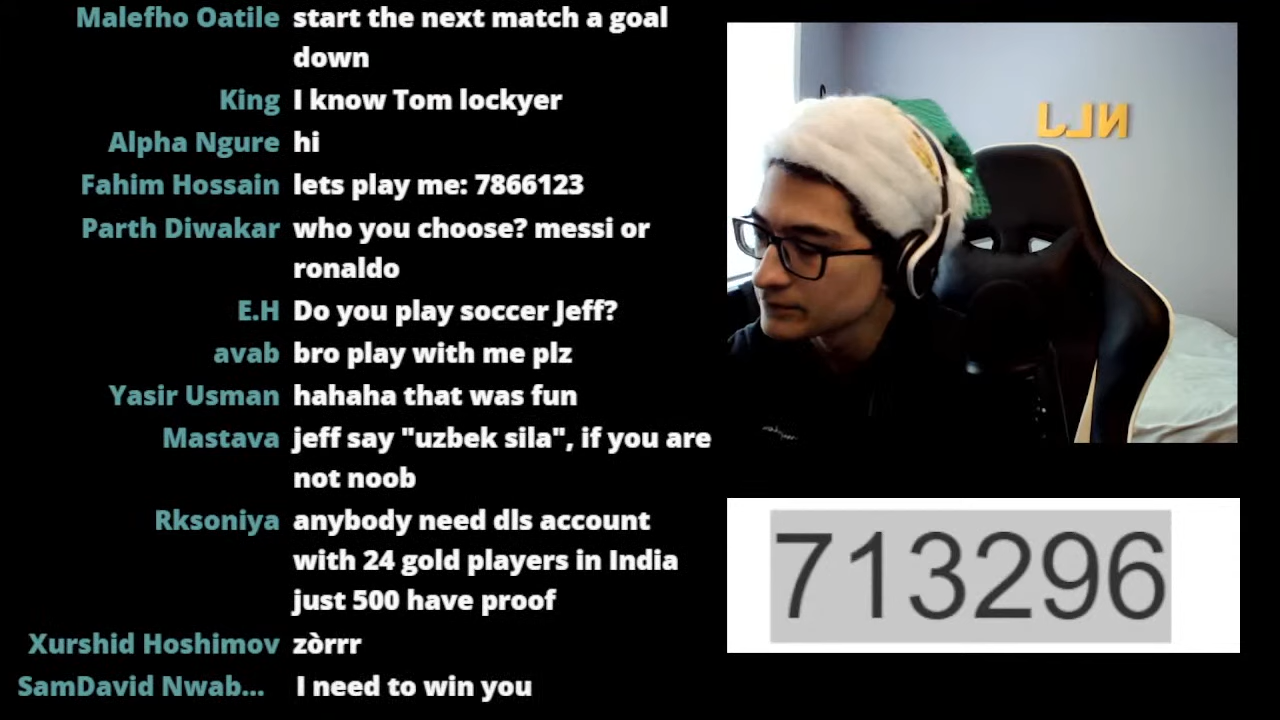 Malefho Oatile start the next match a goal
down
King I know Tom lockyer
Alpha Ngure hi
Fahim Hossain lets play me: 7866123
Parth Diwakar who you choose? messi or
ronaldo
E.H Do you play soccer Jeff?
avab bro play with me plz
Yasir Usman hahaha that was fun
Mastava jeff say "uzbek sila", if you are
not noob
Rksoniya anybody need dls account
with 24 gold players in India
just 500 have proof
Xurshid Hoshimov zòrrr
SamDavid Nwab... I need to win you
NLJ
713296